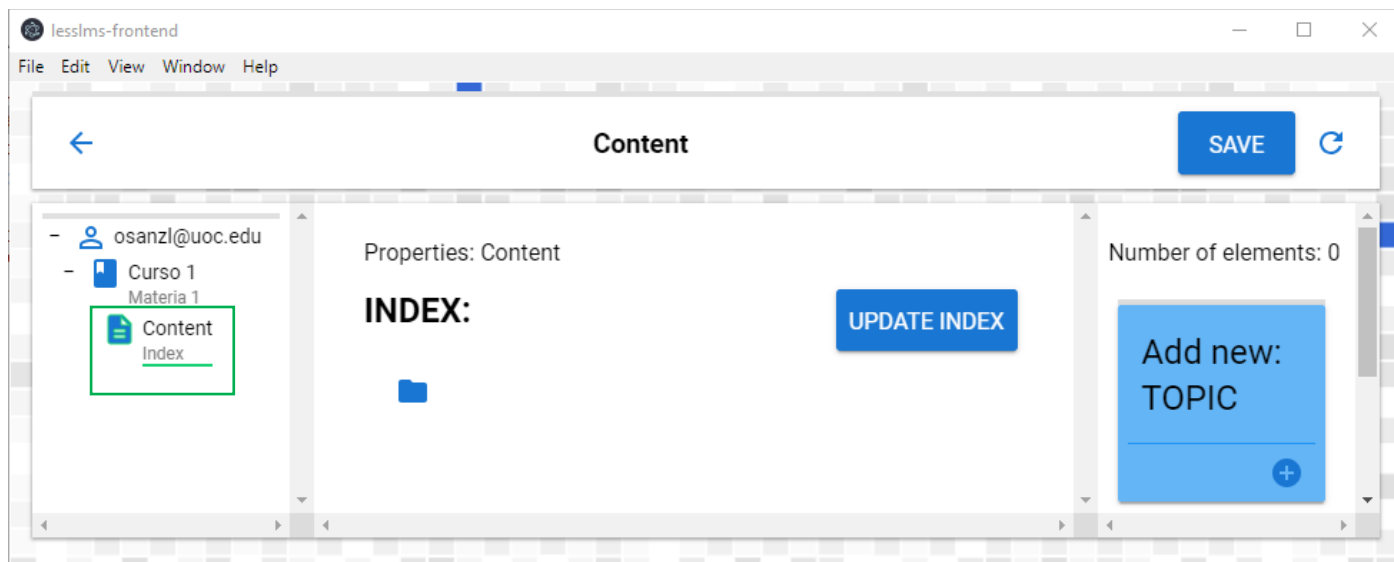 lesslms-frontend
File Edit View Window Help
Content
SAVE
osanzl@uoc.edu
Curso 1
Materia 1
Content
Index
Properties: Content
INDEX:
UPDATE INDEX
Number of elements: 0
Add new:
TOPIC